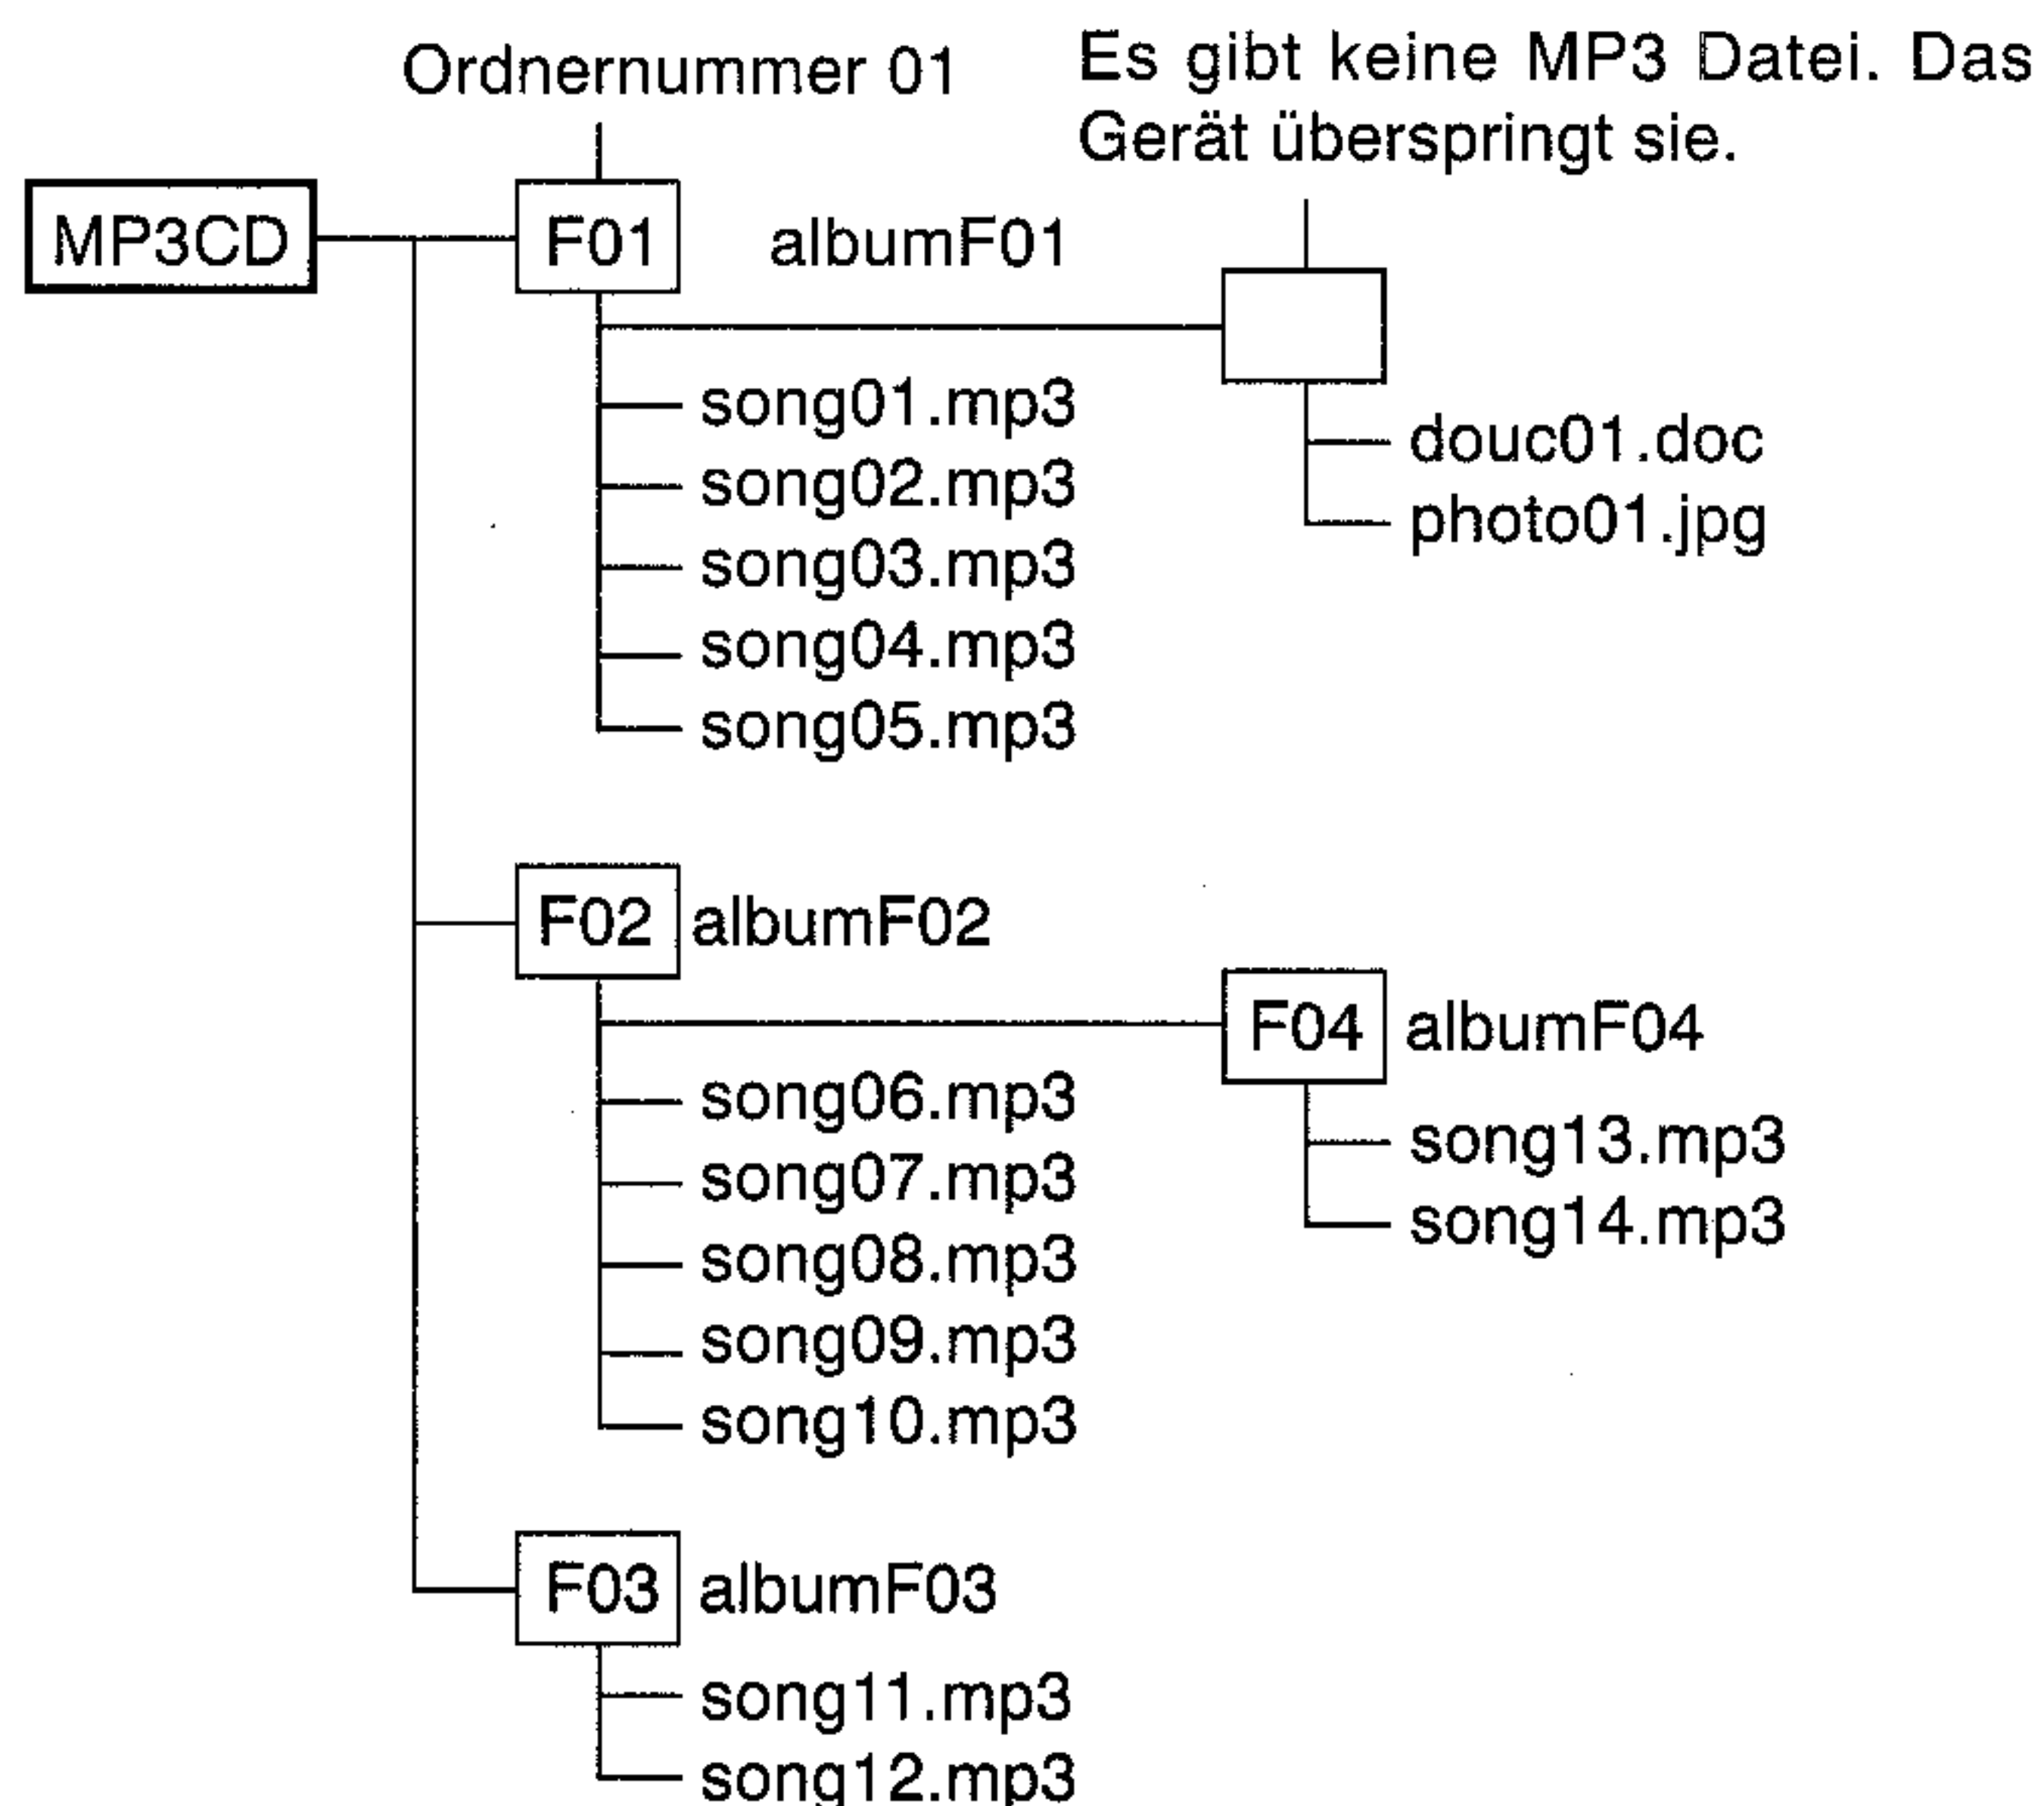 Ordnernummer 01
Es gibt keine MP3 Datei. Das
Gerät überspringt sie.
MP3CD
F01
albumF01
song01.mp3
song02.mp3
song03.mp3
song04.mp3
song05.mp3
douc01.doc
photo01.jpg
F02
albumF02
F04
albumF04
song06.mp3
song07.mp3
song08.mp3
song09.mp3
song10.mp3
song13.mp3
song14.mp3
F03
albumF03
song11.mp3
song12.mp3